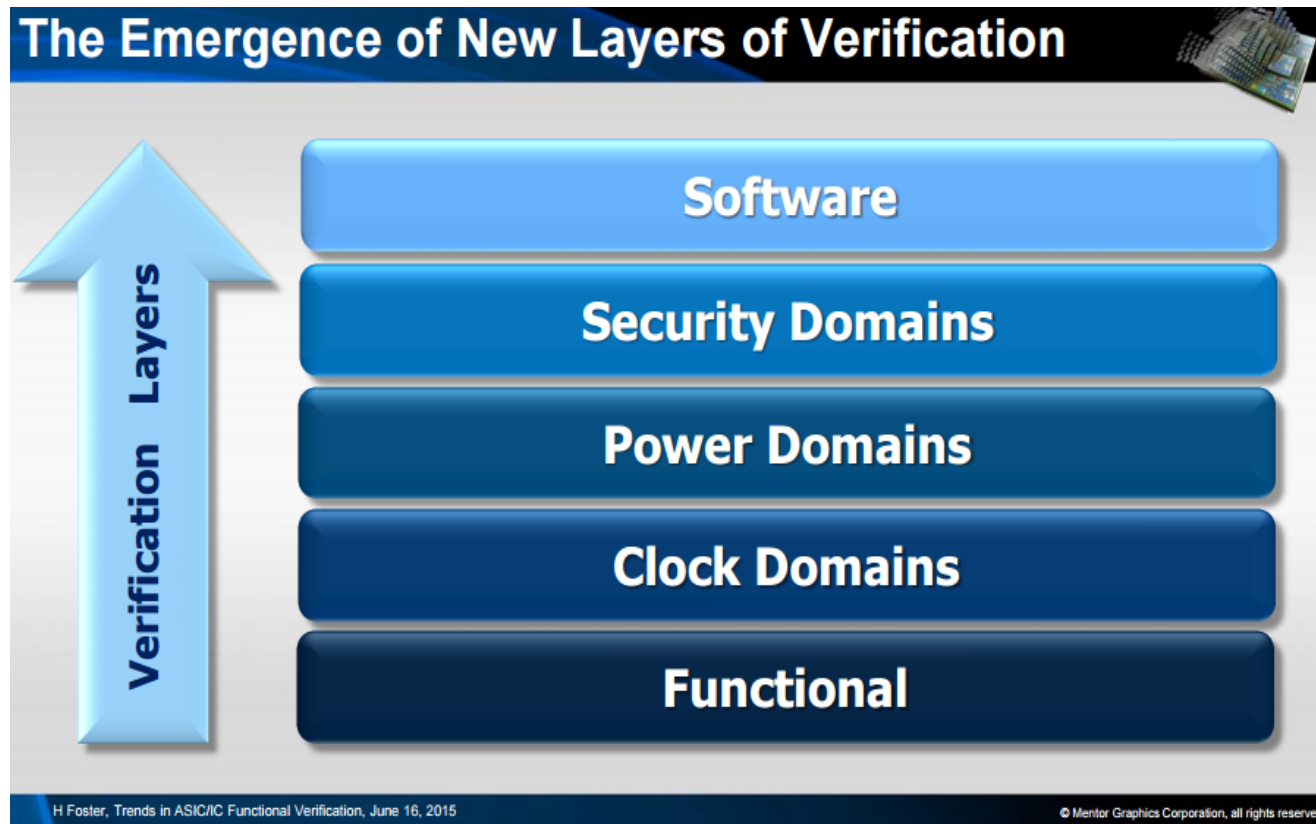 The Emergence of New Layers of Verification
Verification Layers
Software
Security Domains
Power Domains
Clock Domains
Functional
H Foster, Trends in ASIC/IC Functional Verification, June 16, 2015
© Mentor Graphics Corporation, all rights reserve